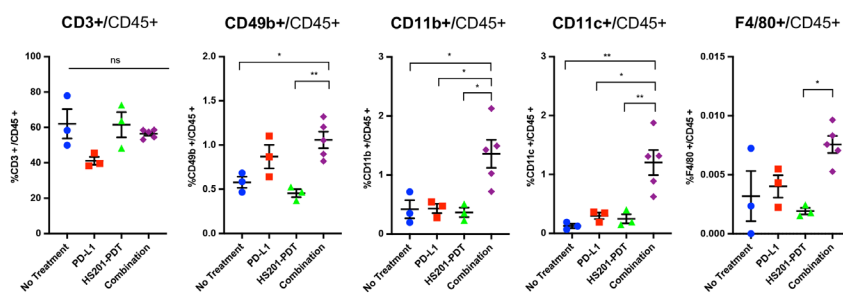 CD3+/CD45+
%CD3 +/CD45 +
100
80
60
40
20
0
ns
No Treatment
PD-L1
HS201-PDT
Combination
CD49b+/CD45+
%CD49b +/CD45 +
2.0
1.5
1.0
0.5
0.0
*
**
No Treatment
PD-L1
HS201-PDT
Combination
CD11b+/CD45+
%CD11b +/CD45 +
3
2
1
0
*
*
*
No Treatment
PD-L1
HS201-PDT
Combination
CD11c+/CD45+
%CD11c +/CD45 +
3
2
1
0
**
*
**
No Treatment
PD-L1
HS201-PDT
Combination
F4/80+/CD45+
%F4/80 +/CD45 +
0.015
0.010
0.005
0.000
*
No Treatment
PD-L1
HS201-PDT
Combination